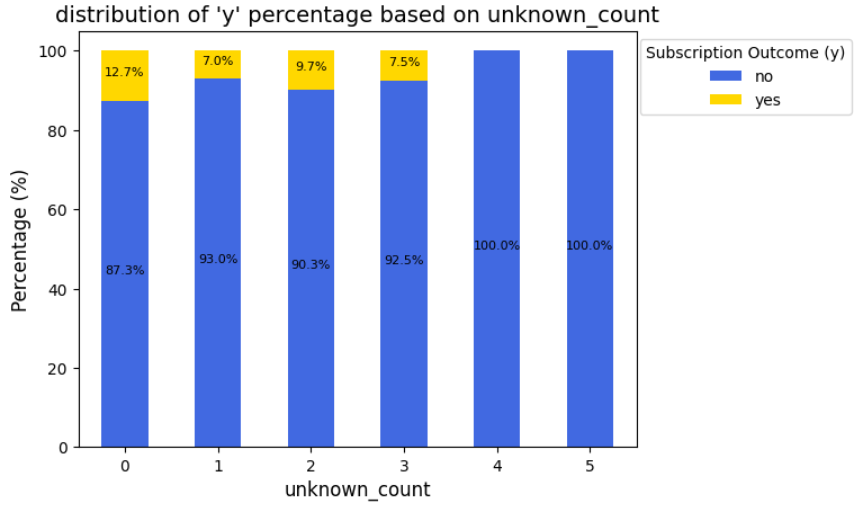 distribution of 'y' percentage based on unknown_count
Subscription Outcome (y)
no
yes
Percentage (%)
100
80
60
40
20
0
12.7%
7.0%
9.7%
7.5%
87.3%
93.0%
90.3%
92.5%
100.0%
100.0%
0 1 2 3 4 5
unknown_count